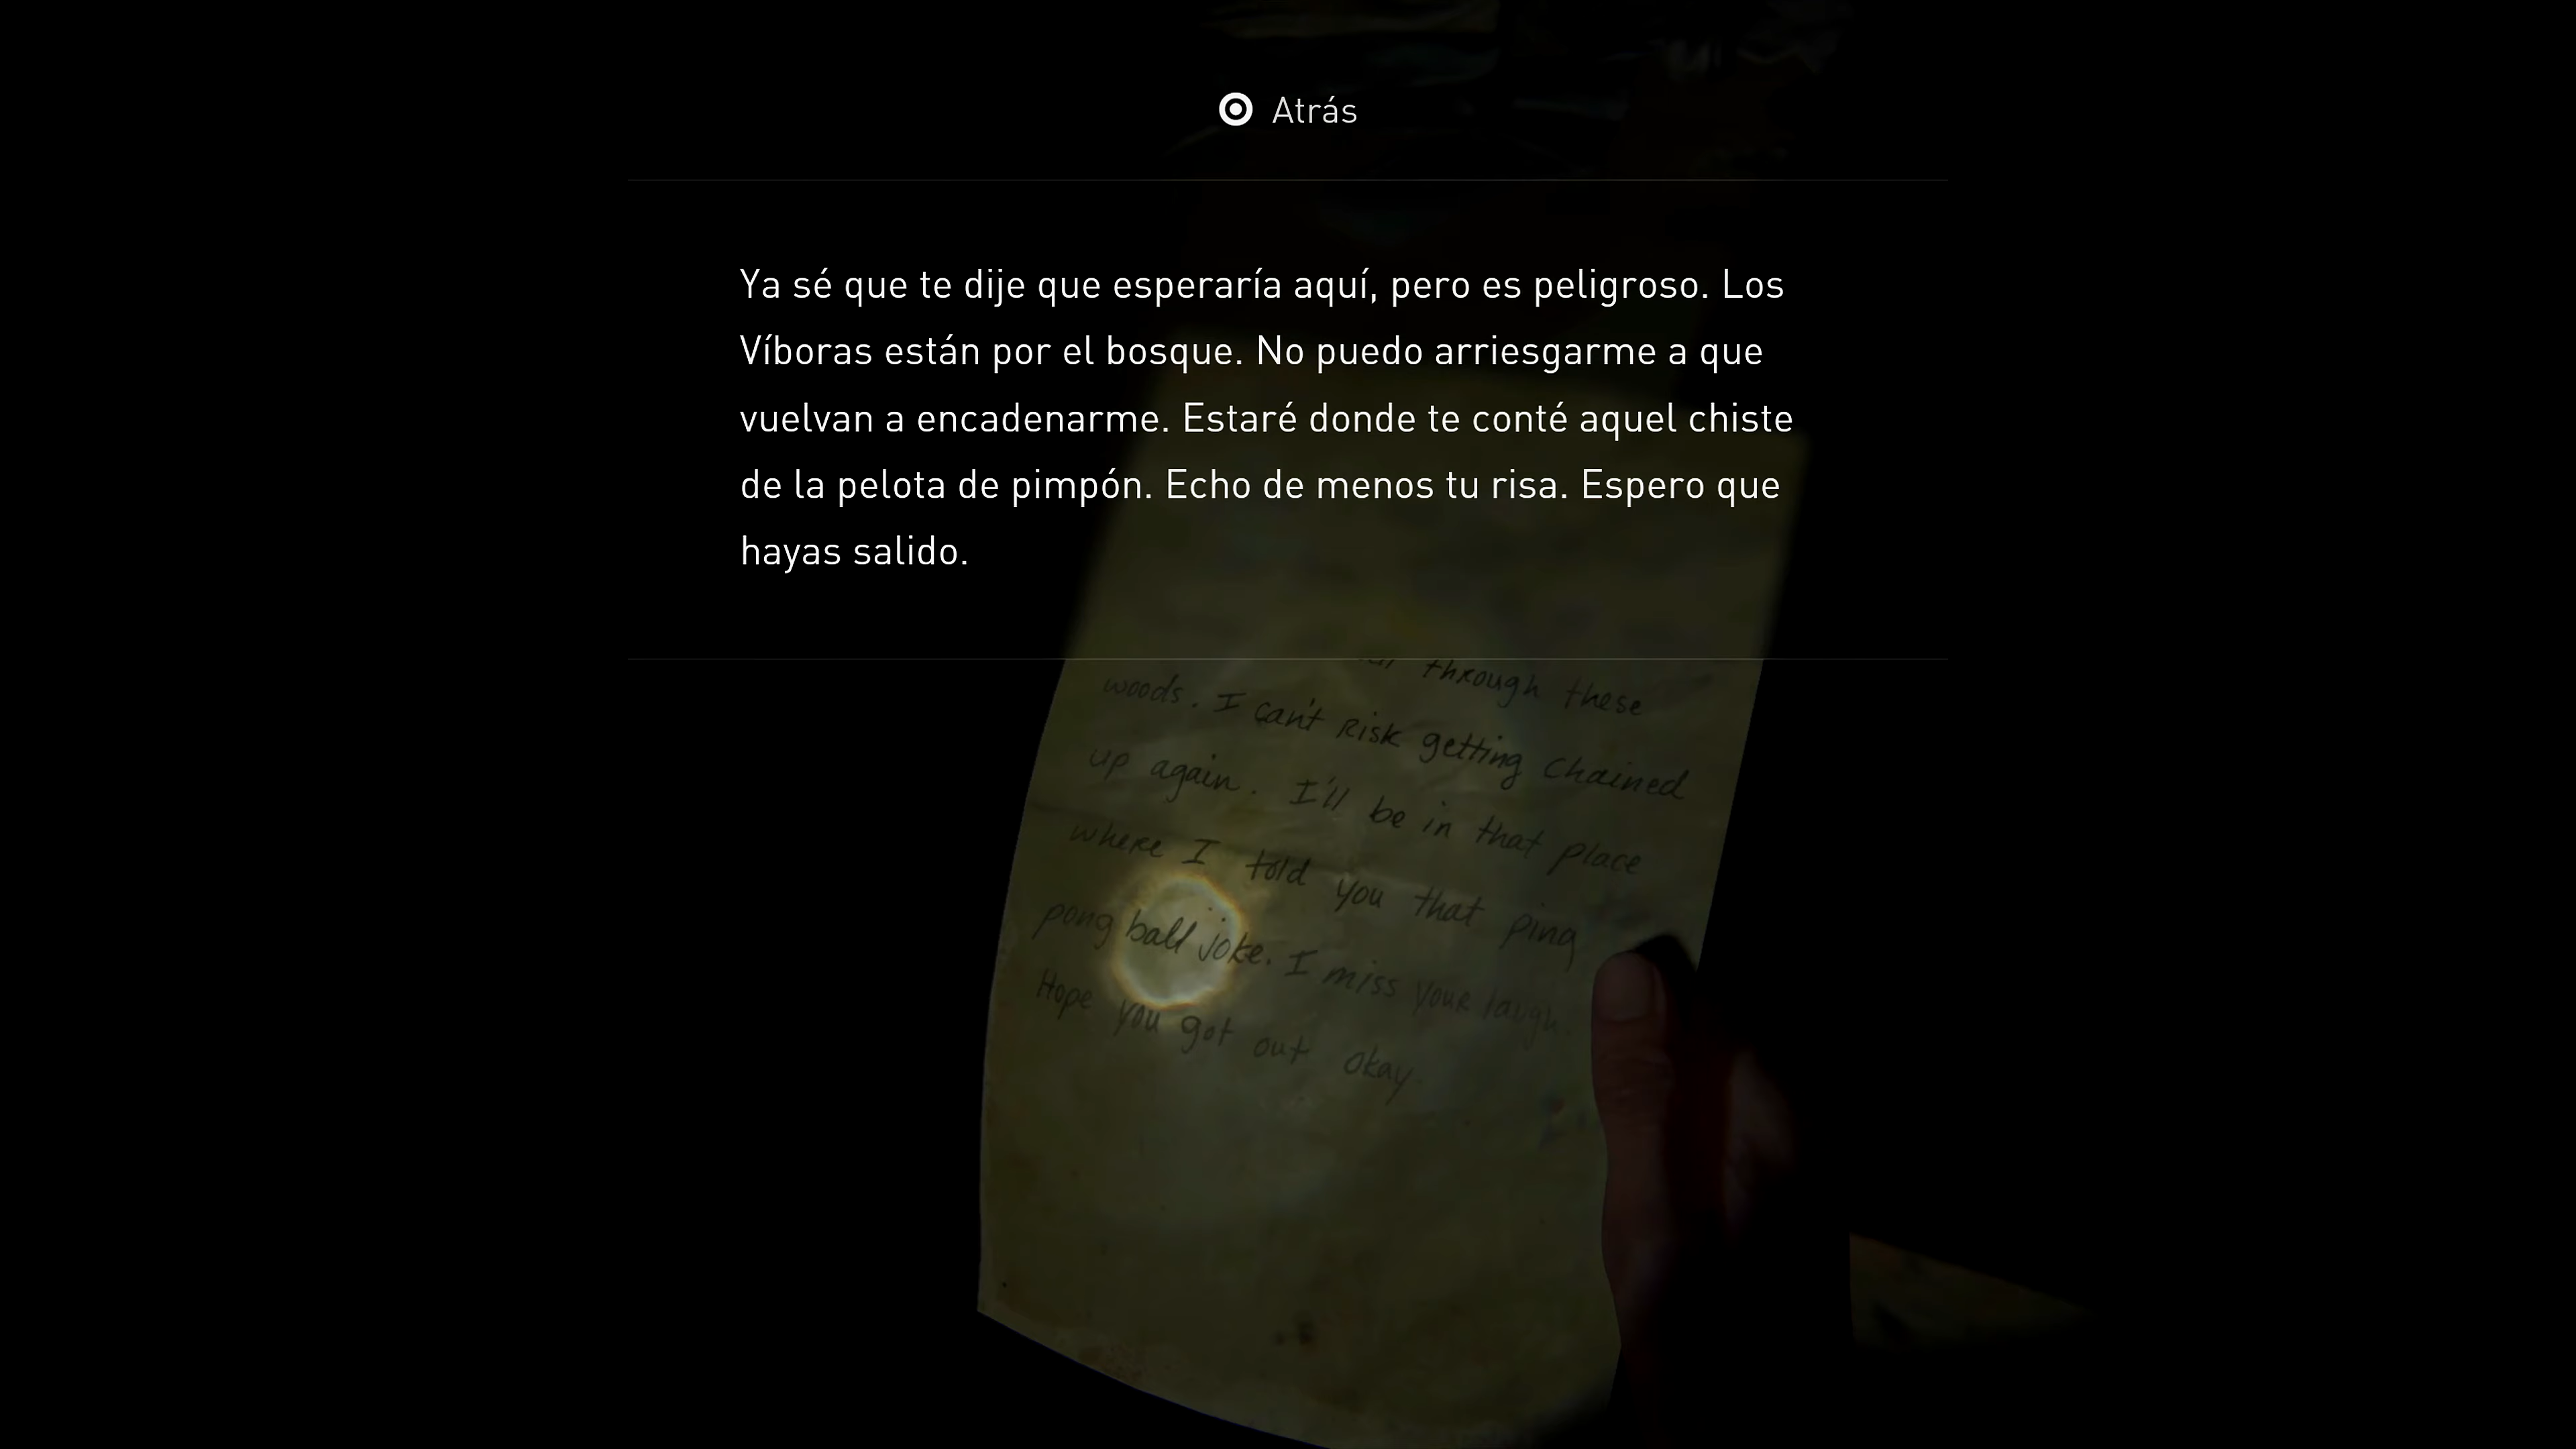 Atrás
Ya sé que te dije que esperaría aquí, pero es peligroso. Los
Víboras están por el bosque. No puedo arriesgarme a que
vuelvan a encadenarme. Estaré donde te conté aquel chiste
de la pelota de pimpón. Echo de menos tu risa. Espero que
hayas salido.
through these
woods. I can't Risk getting Chained
up again. I'll be in that place
where I told you that ping
pong ball joke. I miss your laugh.
Hope you got out okay.